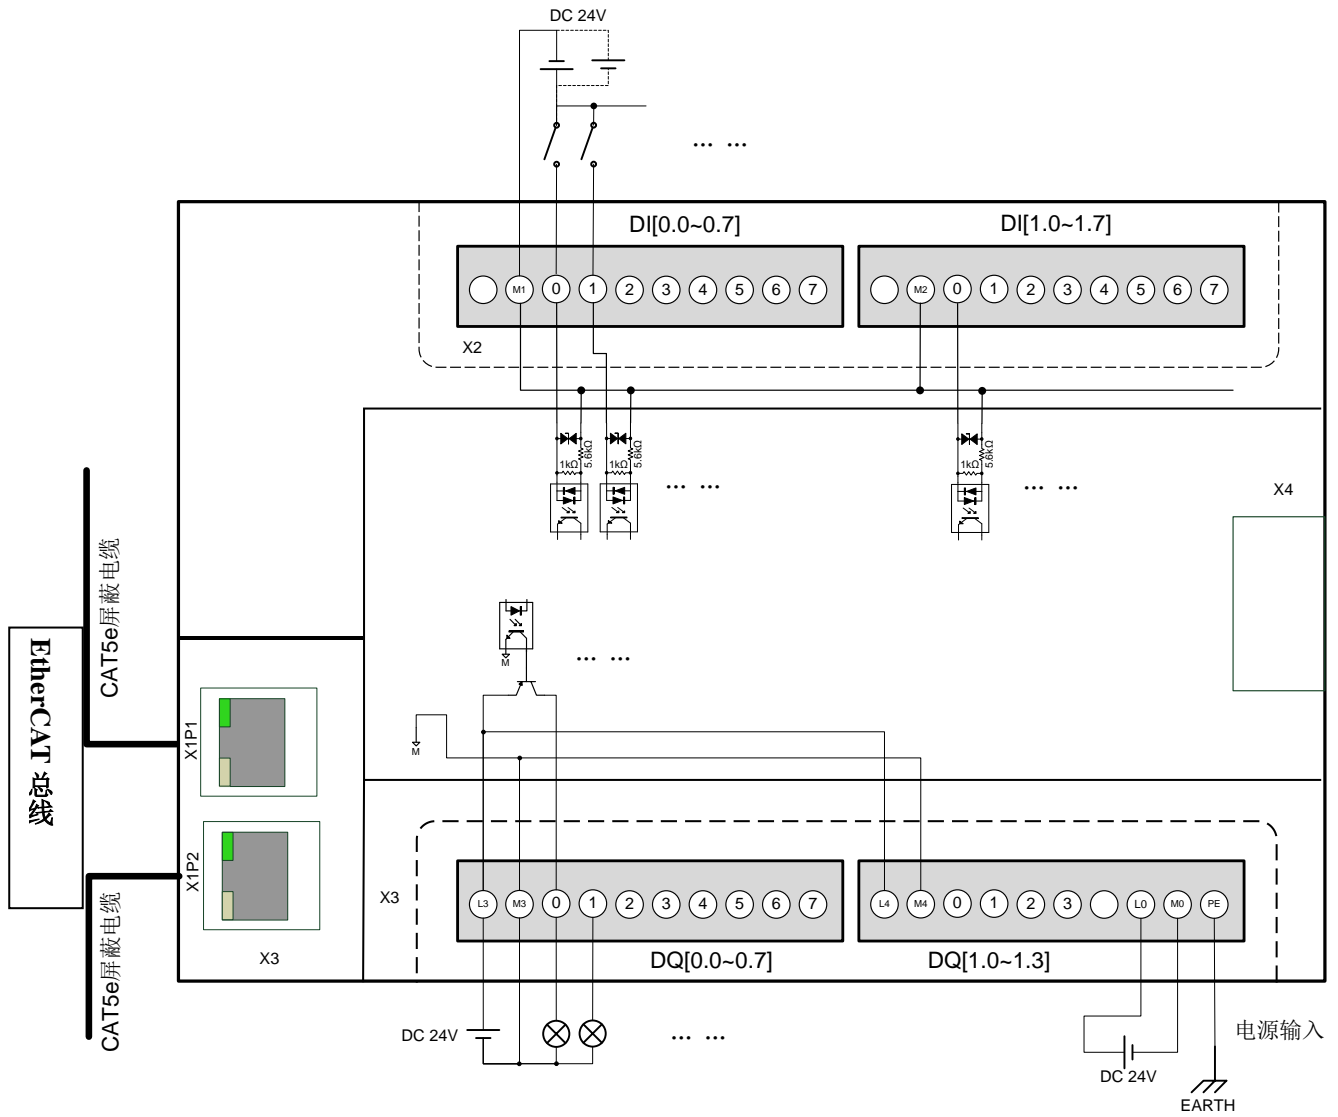 DC 24V
... ...
DI[0.0~0.7] DI[1.0~1.7]
M1 0 1 2 3 4 5 6 7 M2 0 1 2 3 4 5 6 7
X2
5.6kΩ 5.6kΩ 5.6kΩ
1kΩ 1kΩ 1kΩ
... ... ... ...
X4
CAT5e屏蔽电缆
EtherCAT 总线
M
... ...
X1P1
M
X1P2
X3
L3 M3 0 1 2 3 4 5 6 7 L4 M4 0 1 2 3 L0 M0 PE
X3
DQ[0.0~0.7] DQ[1.0~1.3]
CAT5e屏蔽电缆
DC 24V
... ...
电源输入
DC 24V
EARTH